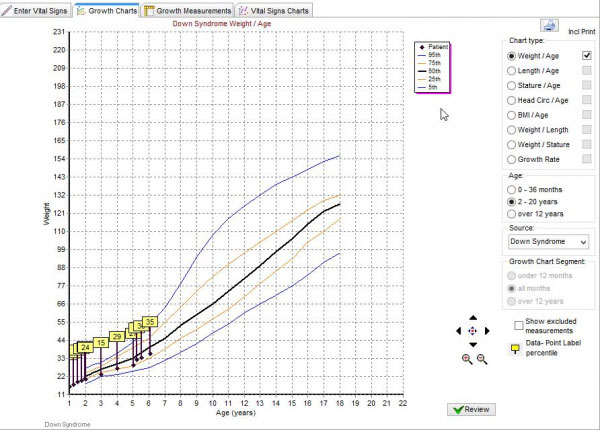 Enter Vital Signs Growth Charts Growth Measurements Vital Signs Charts
Down Syndrome Weight / Age
Incl Print
231
220
209
198
187
176
165
154
143
132
121
110
99
88
77
66
55
44
33
22
11
Weight
24
15
29
35
1 2 3 4 5 6 7 8 9 10 11 12 13 14 15 16 17 18 19 20 21 22
Age (years)
Down Syndrome
Patient
95th
75th
50th
25th
5th
Chart type:
Weight / Age
Length / Age
Stature / Age
Head Circ / Age
BMI / Age
Weight / Length
Weight / Stature
Growth Rate
Age:
0 - 36 months
2 - 20 years
over 12 years
Source:
Down Syndrome
Growth Chart Segment:
under 12 months
all months
over 12 years
Show excluded
measurements
Data- Point Label
percentile
Review